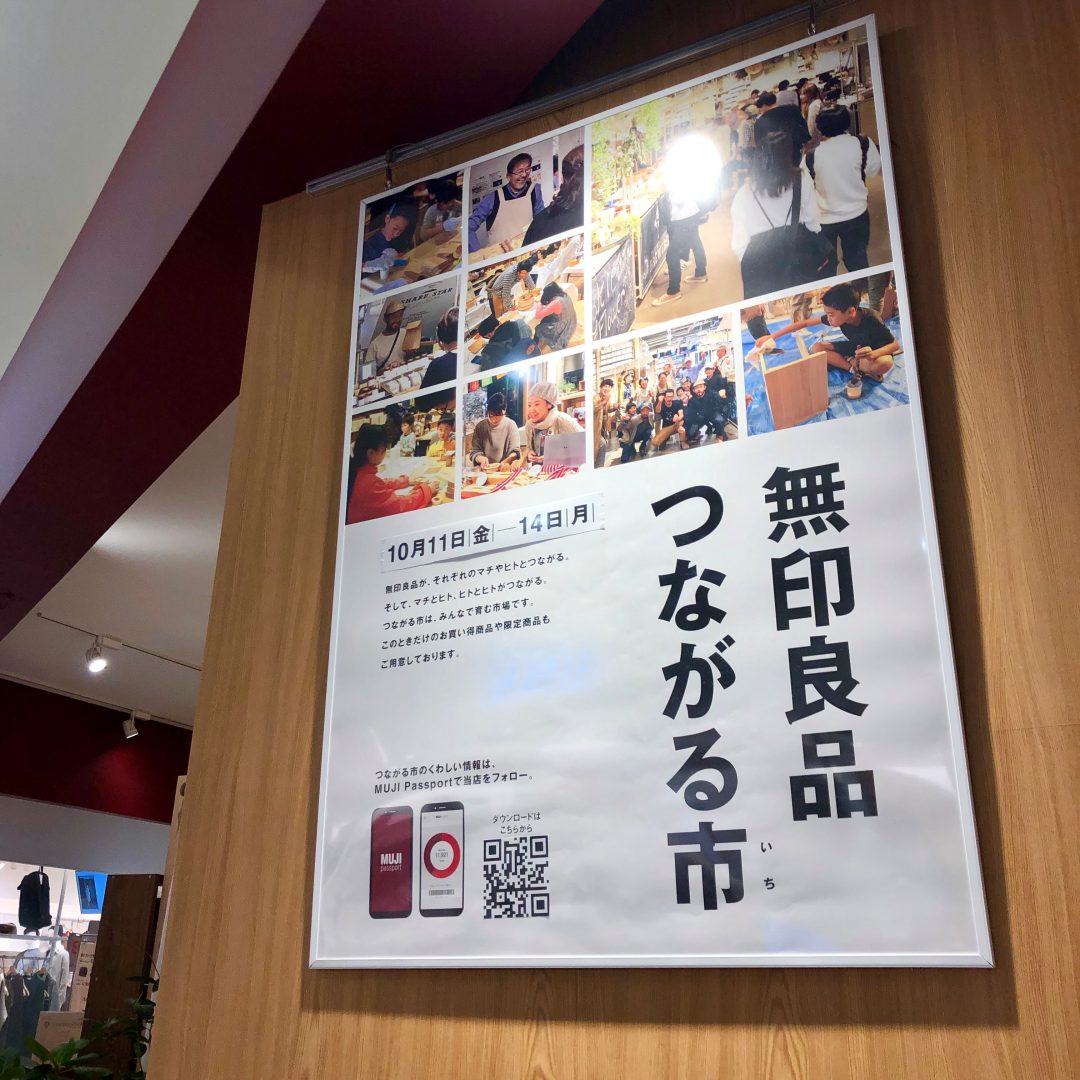 無印良品
つながる市
いち
10月11日|金|—14日|月|
無印良品が、それぞれのマチやヒトとつながる。
そして、マチとヒト、ヒトとヒトがつながる。
つながる市は、みんなで育む市場です。
このときだけのお買い得商品や限定商品も
ご用意しております。
つながる市のくわしい情報は、
MUJI Passportで当店をフォロー。
MUJI
passport
ダウンロードは
こちらから
SHARE STAR